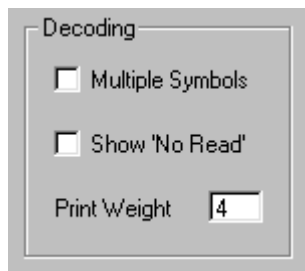 Decoding
Multiple Symbols
Show 'No Read'
Print Weight 4